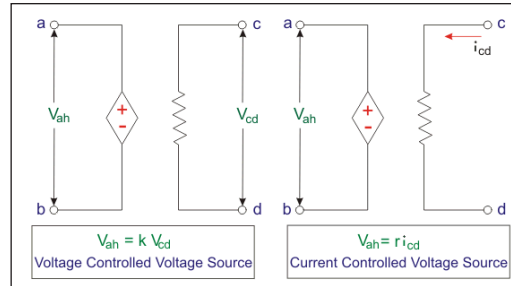 a
c
+
-
V_ah
V_cd
b
d
V_ah = k V_cd
Voltage Controlled Voltage Source
a
c
i_cd
+
-
V_ah
b
d
V_ah = r i_cd
Current Controlled Voltage Source